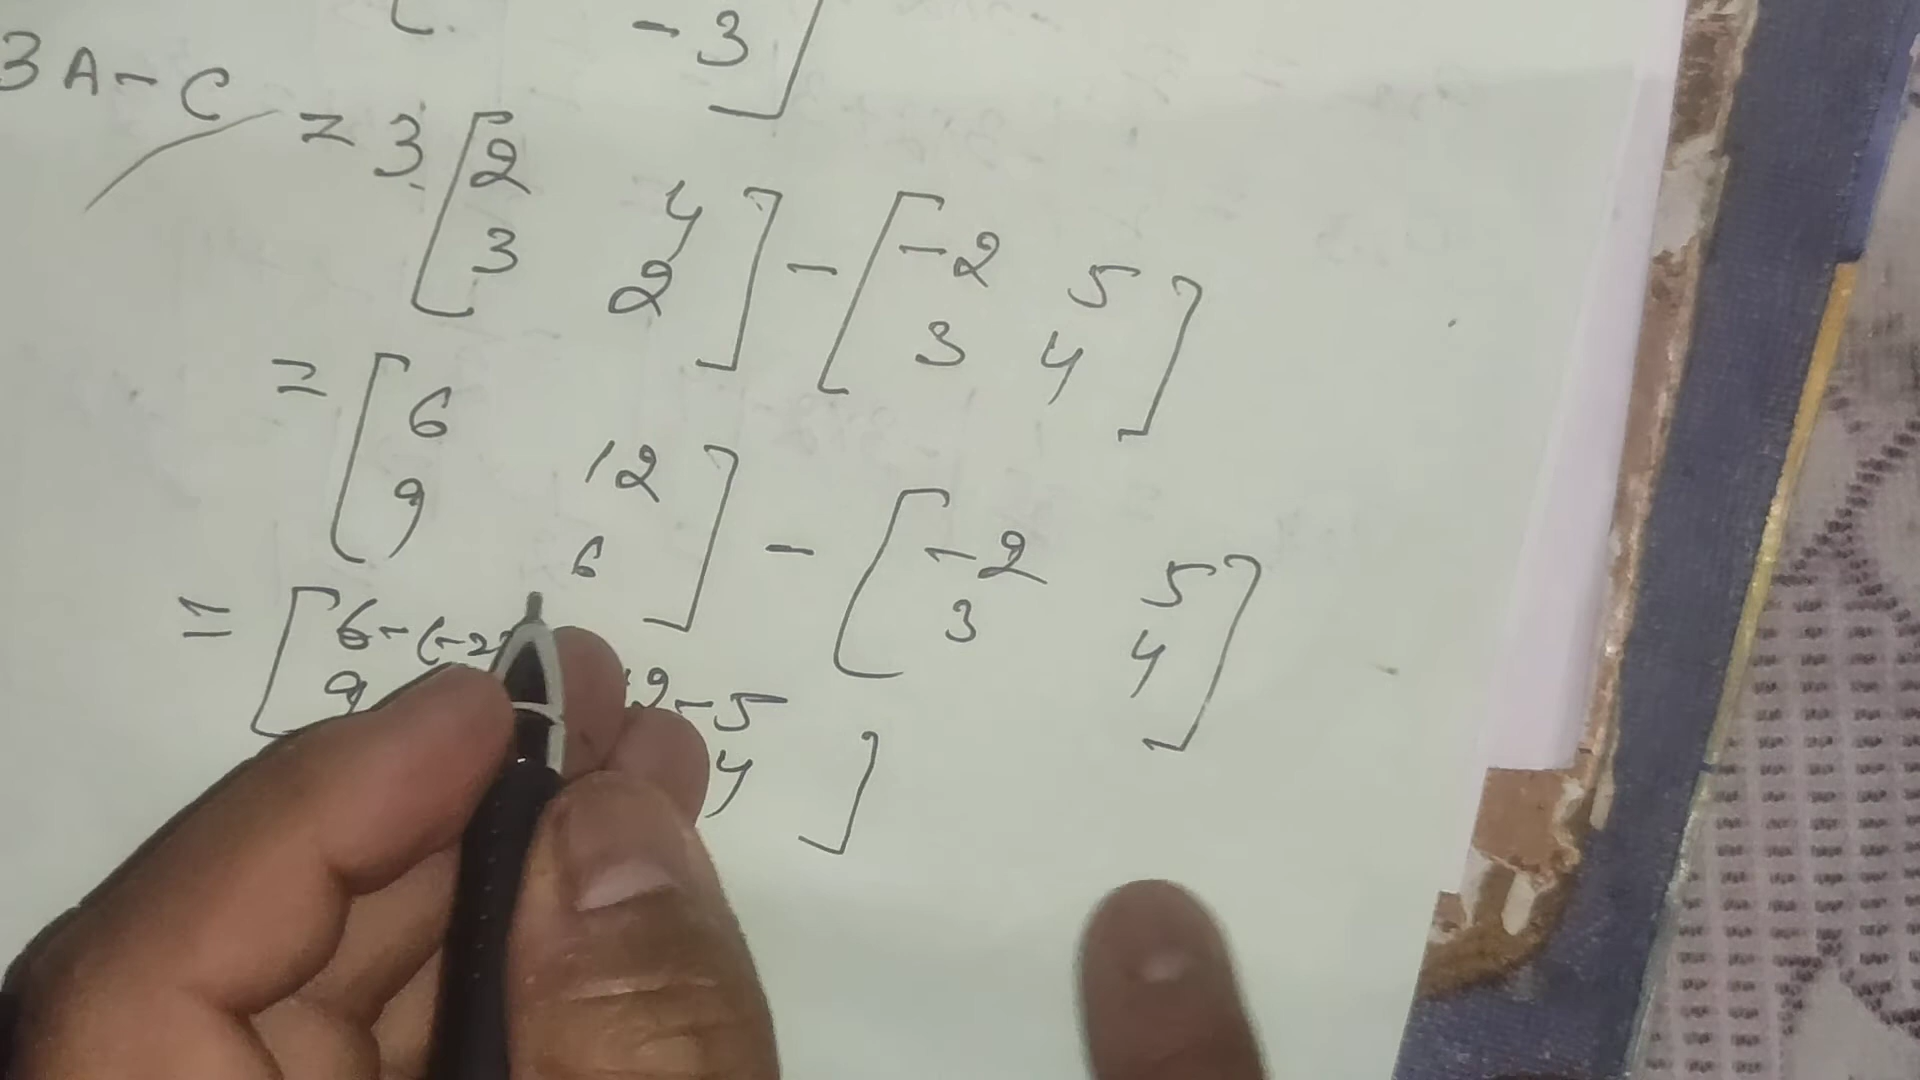 - 3 ]
3A - C = 3 [ 2 4 ] - [ -2 5 ]
3 2 3 4
= [ 6 12 ] - [ -2 5 ]
9 6 3 4
= [ 6-(-2) 12-5 ]
9 4